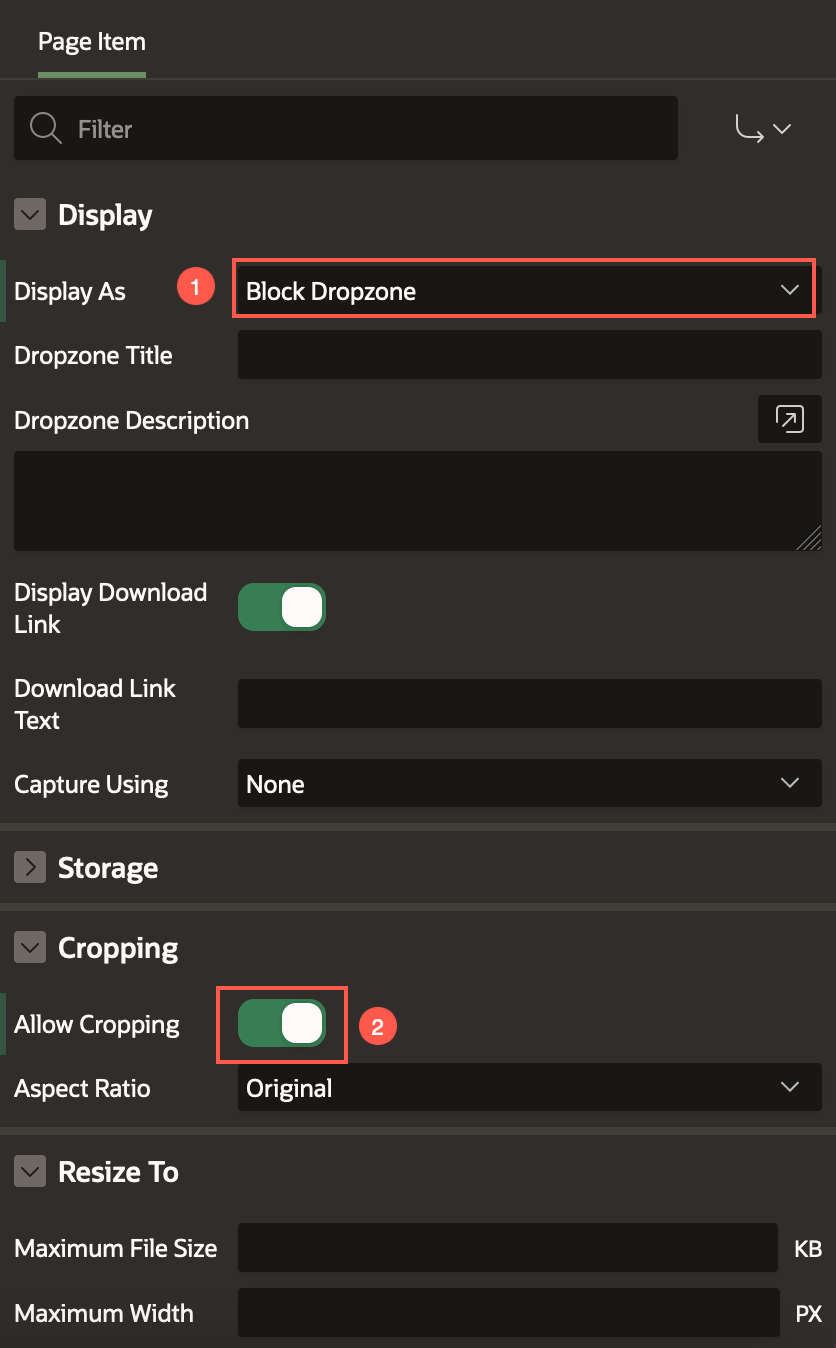 Page Item
Filter
Display
Display As 1 Block Dropzone
Dropzone Title
Dropzone Description
Display Download
Link
Download Link
Text
Capture Using None
Storage
Cropping
Allow Cropping 2
Aspect Ratio Original
Resize To
Maximum File Size KB
Maximum Width PX